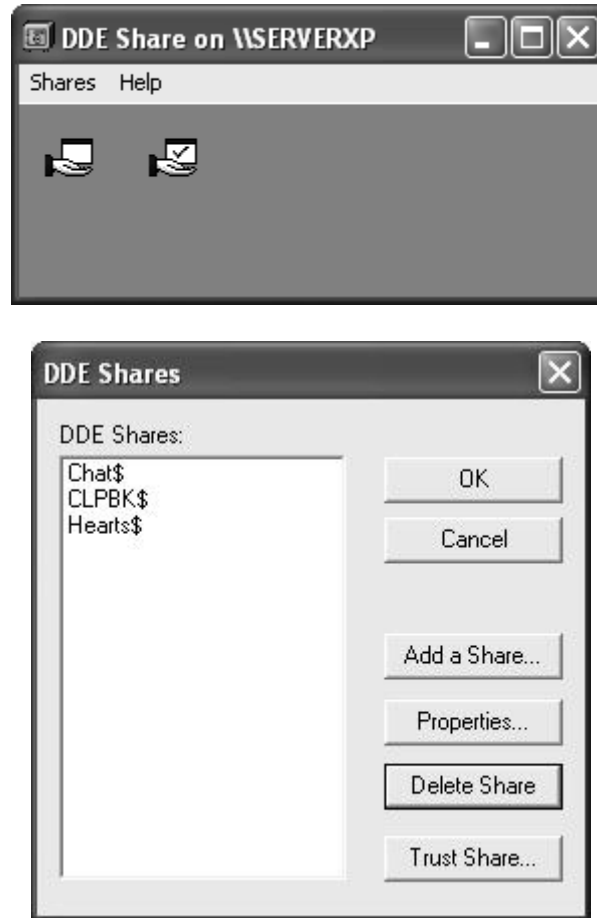 DDE Share on \\SERVERXP
Shares Help
DDE Shares
DDE Shares:
Chat$
CLPBK$
Hearts$
OK
Cancel
Add a Share...
Properties...
Delete Share
Trust Share...